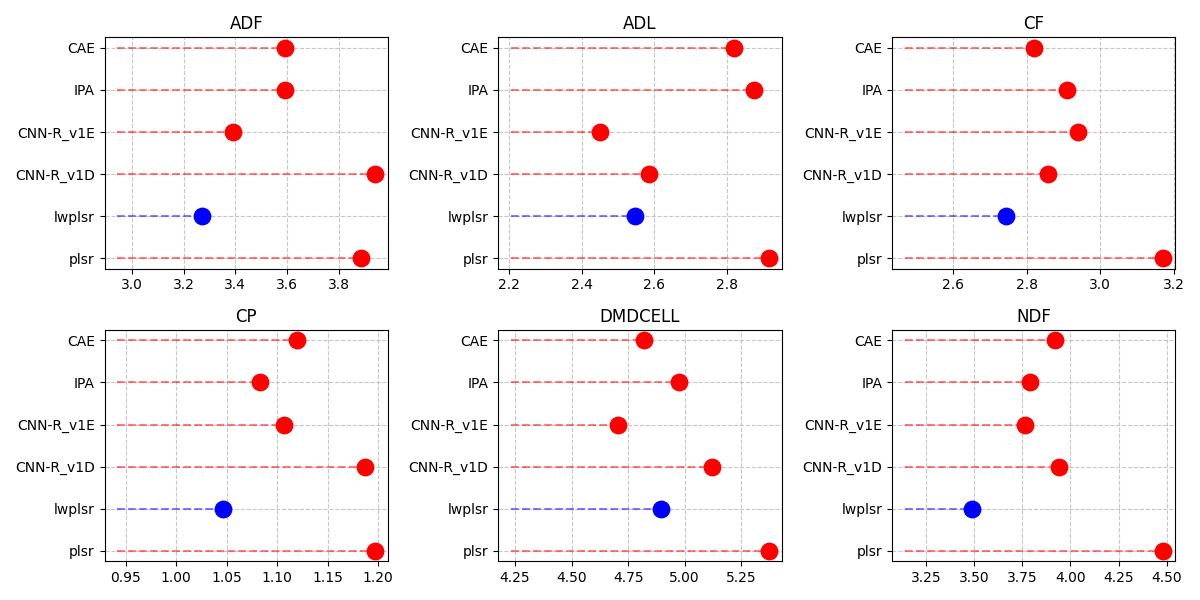 ADF
CAE
IPA
CNN-R_v1E
CNN-R_v1D
lwplsr
plsr
3.0 3.2 3.4 3.6 3.8
ADL
CAE
IPA
CNN-R_v1E
CNN-R_v1D
lwplsr
plsr
2.2 2.4 2.6 2.8
CF
CAE
IPA
CNN-R_v1E
CNN-R_v1D
lwplsr
plsr
2.6 2.8 3.0 3.2
CP
CAE
IPA
CNN-R_v1E
CNN-R_v1D
lwplsr
plsr
0.95 1.00 1.05 1.10 1.15 1.20
DMDCELL
CAE
IPA
CNN-R_v1E
CNN-R_v1D
lwplsr
plsr
4.25 4.50 4.75 5.00 5.25
NDF
CAE
IPA
CNN-R_v1E
CNN-R_v1D
lwplsr
plsr
3.25 3.50 3.75 4.00 4.25 4.50